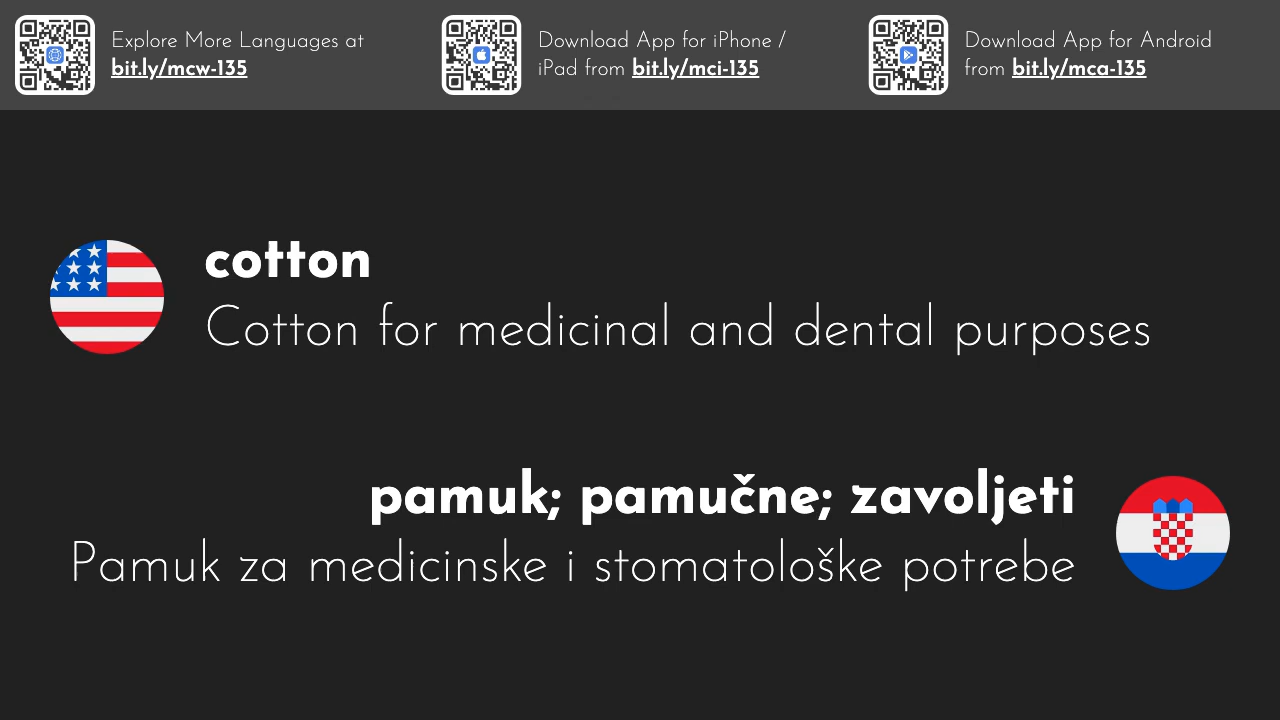 Explore More Languages at
bit.ly/mcw-135
Download App for iPhone /
iPad from bit.ly/mci-135
Download App for Android
from bit.ly/mca-135
cotton
Cotton for medicinal and dental purposes
pamuk; pamučne; zavoljeti
Pamuk za medicinske i stomatološke potrebe